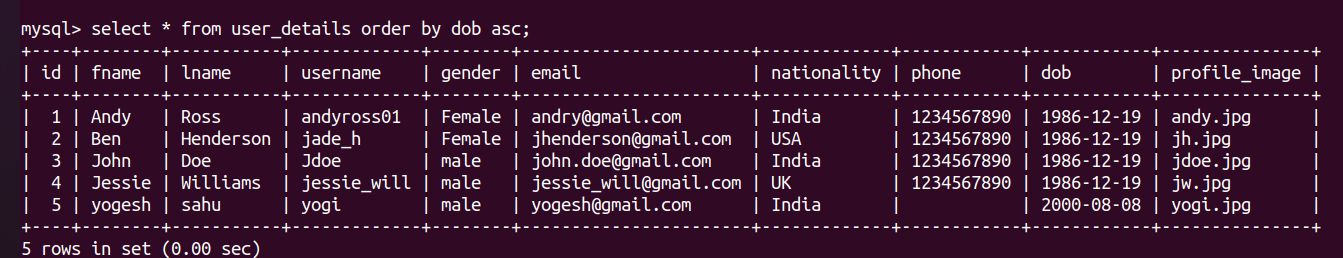 mysql> select * from user_details order by dob asc;
+----+--------+-----------+-------------+--------+-----------------------+-------------+------------+------------+---------------+
| id | fname  | lname     | username    | gender | email                 | nationality | phone      | dob        | profile_image |
+----+--------+-----------+-------------+--------+-----------------------+-------------+------------+------------+---------------+
|  1 | Andy   | Ross      | andyross01  | Female | andry@gmail.com       | India       | 1234567890 | 1986-12-19 | andy.jpg      |
|  2 | Ben    | Henderson | jade_h      | Female | jhenderson@gmail.com  | USA         | 1234567890 | 1986-12-19 | jh.jpg        |
|  3 | John   | Doe       | Jdoe        | male   | john.doe@gmail.com    | India       | 1234567890 | 1986-12-19 | jdoe.jpg      |
|  4 | Jessie | Williams  | jessie_will | male   | jessie_will@gmail.com | UK          | 1234567890 | 1986-12-19 | jw.jpg        |
|  5 | yogesh | sahu      | yogi        | male   | yogesh@gmail.com      | India       |            | 2000-08-08 | yogi.jpg      |
+----+--------+-----------+-------------+--------+-----------------------+-------------+------------+------------+---------------+
5 rows in set (0.00 sec)